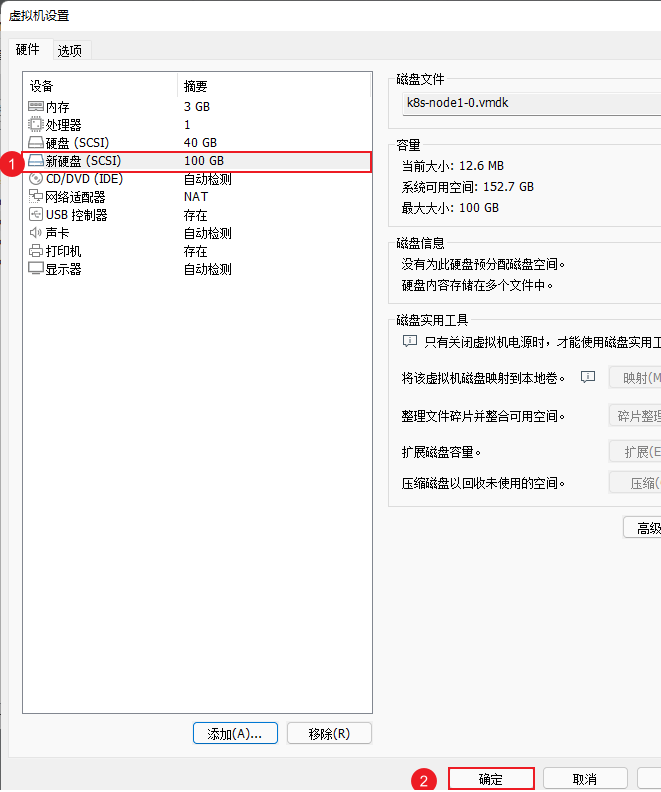 虚拟机设置
硬件 选项
设备 摘要
内存 3 GB
处理器 1
硬盘 (SCSI) 40 GB
1 新硬盘 (SCSI) 100 GB
CD/DVD (IDE) 自动检测
网络适配器 NAT
USB 控制器 存在
声卡 自动检测
打印机 存在
显示器 自动检测
添加(A)... 移除(R)
磁盘文件
k8s-node1-0.vmdk
容量
当前大小: 12.6 MB
系统可用空间: 152.7 GB
最大大小: 100 GB
磁盘信息
没有为此硬盘预分配磁盘空间。
硬盘内容存储在多个文件中。
磁盘实用工具
只有关闭虚拟机电源时，才能使用磁盘实用工
将该虚拟机磁盘映射到本地卷。 映射(M
整理文件碎片并整合可用空间。 碎片整理
扩展磁盘容量。 扩展(E
压缩磁盘以回收未使用的空间。 压缩(
高级
2 确定 取消